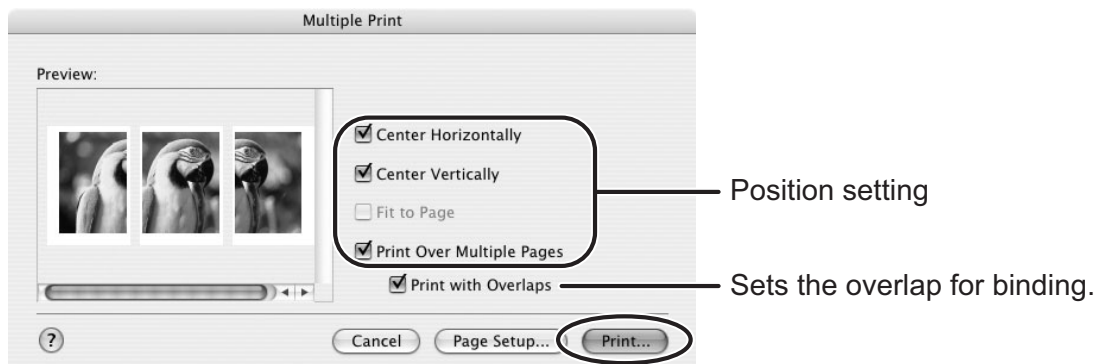 Multiple Print
Preview:
Center Horizontally
Center Vertically
Fit to Page
Print Over Multiple Pages
Print with Overlaps
Position setting
Sets the overlap for binding.
?
Cancel
Page Setup...
Print...